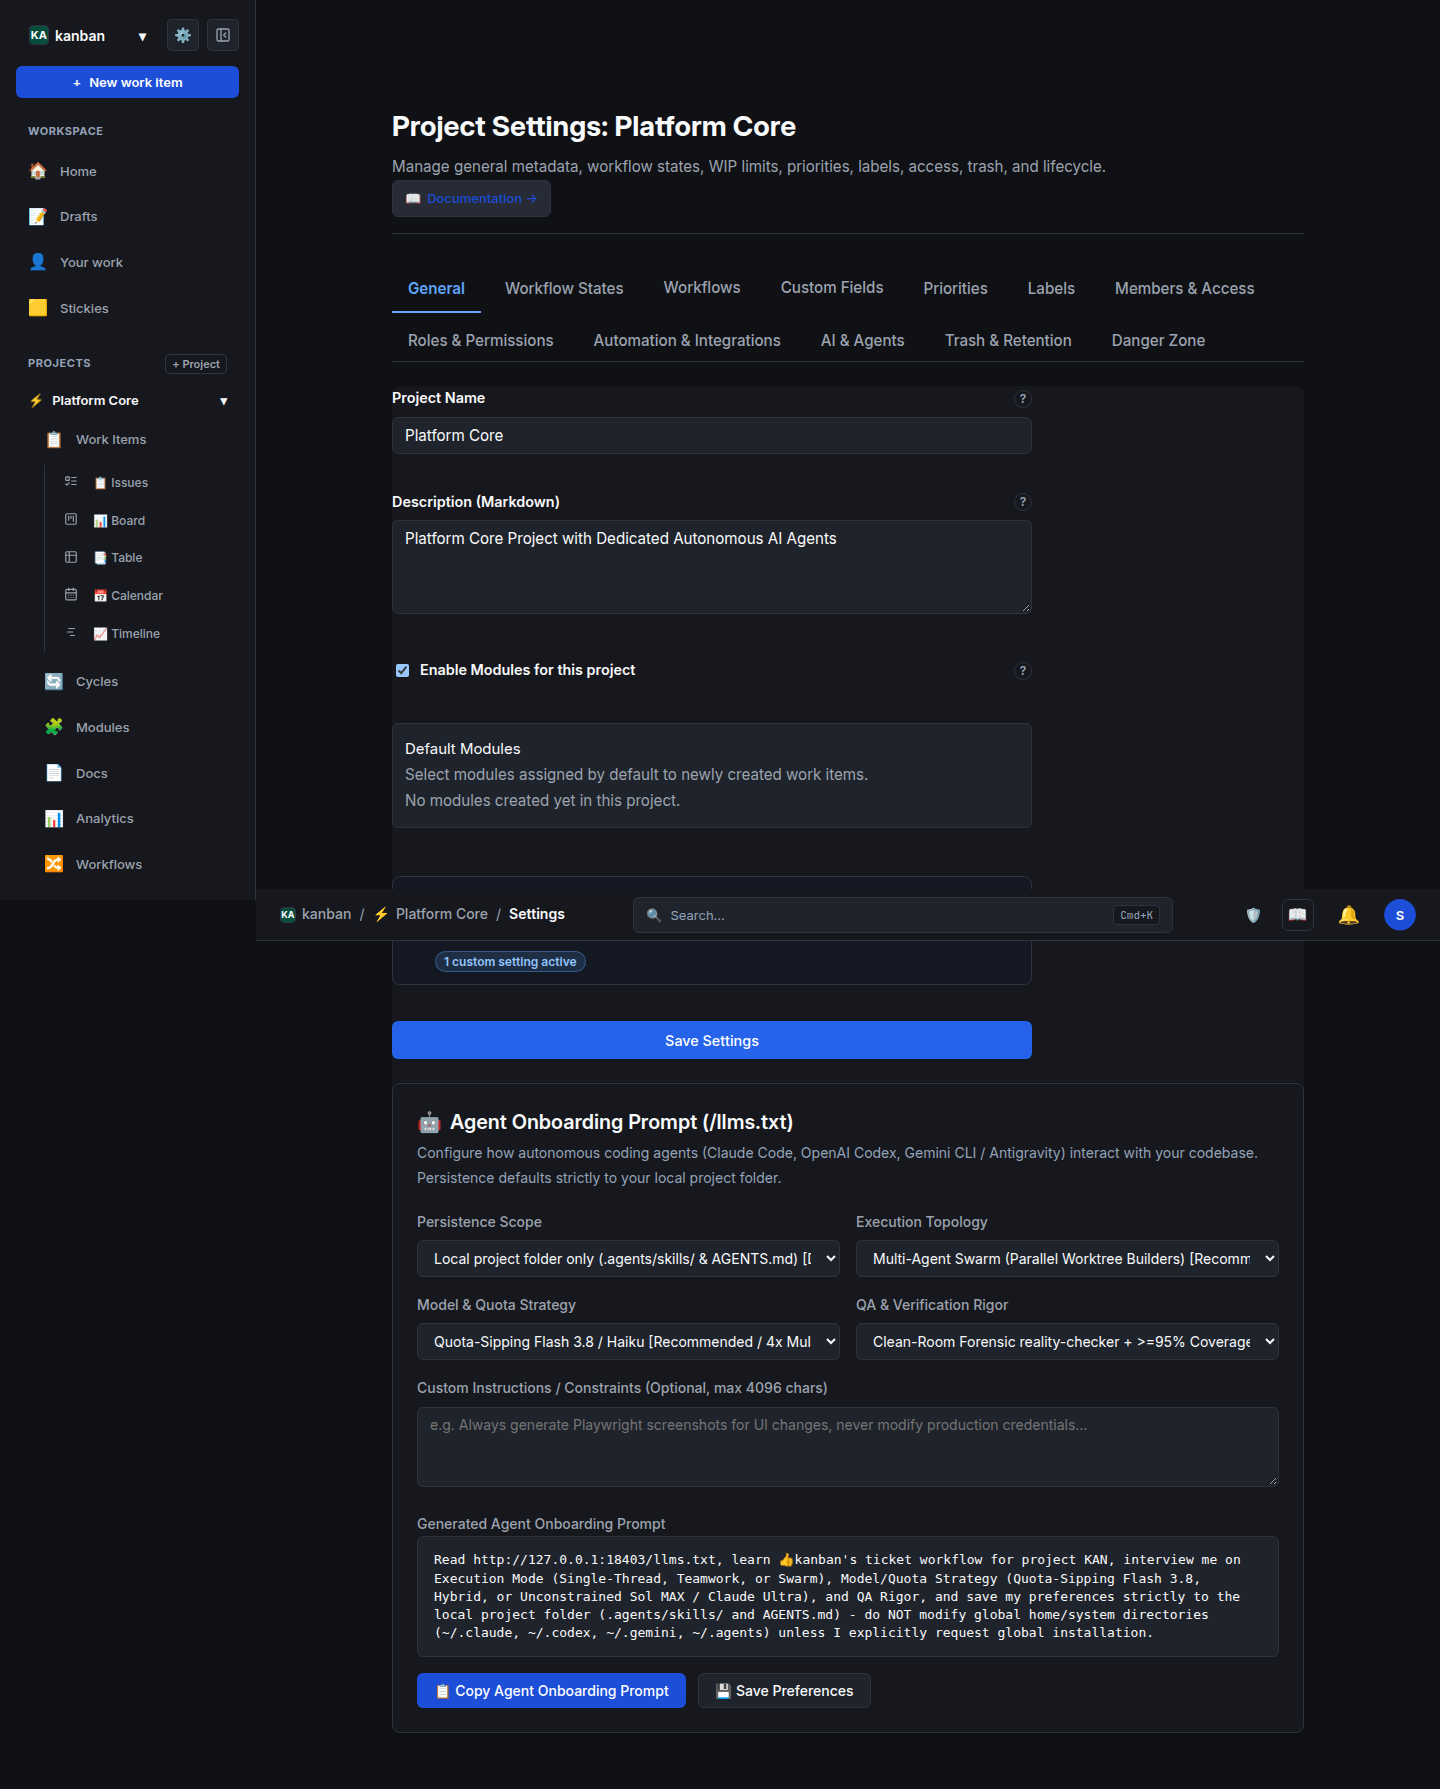 KA kanban ▼
+ New work item
WORKSPACE
Home
Drafts
Your work
Stickies
PROJECTS
+ Project
Platform Core ▼
Work Items
Issues
Board
Table
Calendar
Timeline
Cycles
Modules
Docs
Analytics
Workflows
Project Settings: Platform Core
Manage general metadata, workflow states, WIP limits, priorities, labels, access, trash, and lifecycle.
Documentation →
General Workflow States Workflows Custom Fields Priorities Labels Members & Access
Roles & Permissions Automation & Integrations AI & Agents Trash & Retention Danger Zone
Project Name ?
Platform Core
Description (Markdown) ?
Platform Core Project with Dedicated Autonomous AI Agents
Enable Modules for this project ?
Default Modules
Select modules assigned by default to newly created work items.
No modules created yet in this project.
KA kanban / ⚡ Platform Core / Settings
Search... Cmd+K
S
1 custom setting active
Save Settings
Agent Onboarding Prompt (/llms.txt)
Configure how autonomous coding agents (Claude Code, OpenAI Codex, Gemini CLI / Antigravity) interact with your codebase.
Persistence defaults strictly to your local project folder.
Persistence Scope Execution Topology
Local project folder only (.agents/skills/ & AGENTS.md) [ Multi-Agent Swarm (Parallel Worktree Builders) [Recomm
Model & Quota Strategy QA & Verification Rigor
Quota-Sipping Flash 3.8 / Haiku [Recommended / 4x Mul Clean-Room Forensic reality-checker + >=95% Coverage
Custom Instructions / Constraints (Optional, max 4096 chars)
e.g. Always generate Playwright screenshots for UI changes, never modify production credentials...
Generated Agent Onboarding Prompt
Read http://127.0.0.1:18403/llms.txt, learn 👍kanban's ticket workflow for project KAN, interview me on
Execution Mode (Single-Thread, Teamwork, or Swarm), Model/Quota Strategy (Quota-Sipping Flash 3.8,
Hybrid, or Unconstrained Sol MAX / Claude Ultra), and QA Rigor, and save my preferences strictly to the
local project folder (.agents/skills/ and AGENTS.md) - do NOT modify global home/system directories
(~/.claude, ~/.codex, ~/.gemini, ~/.agents) unless I explicitly request global installation.
Copy Agent Onboarding Prompt
Save Preferences